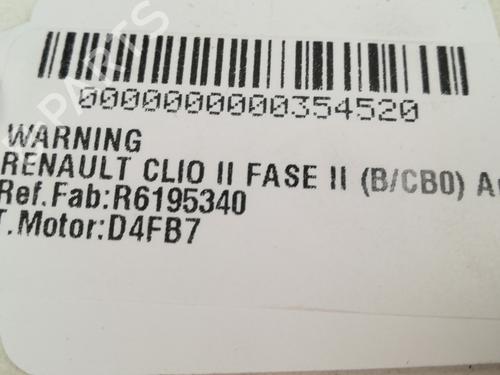 0000000000354520
WARNING
RENAULT CLIO II FASE II (B/CB0)
Ref.Fab:R6195340
T.Motor:D4FB7